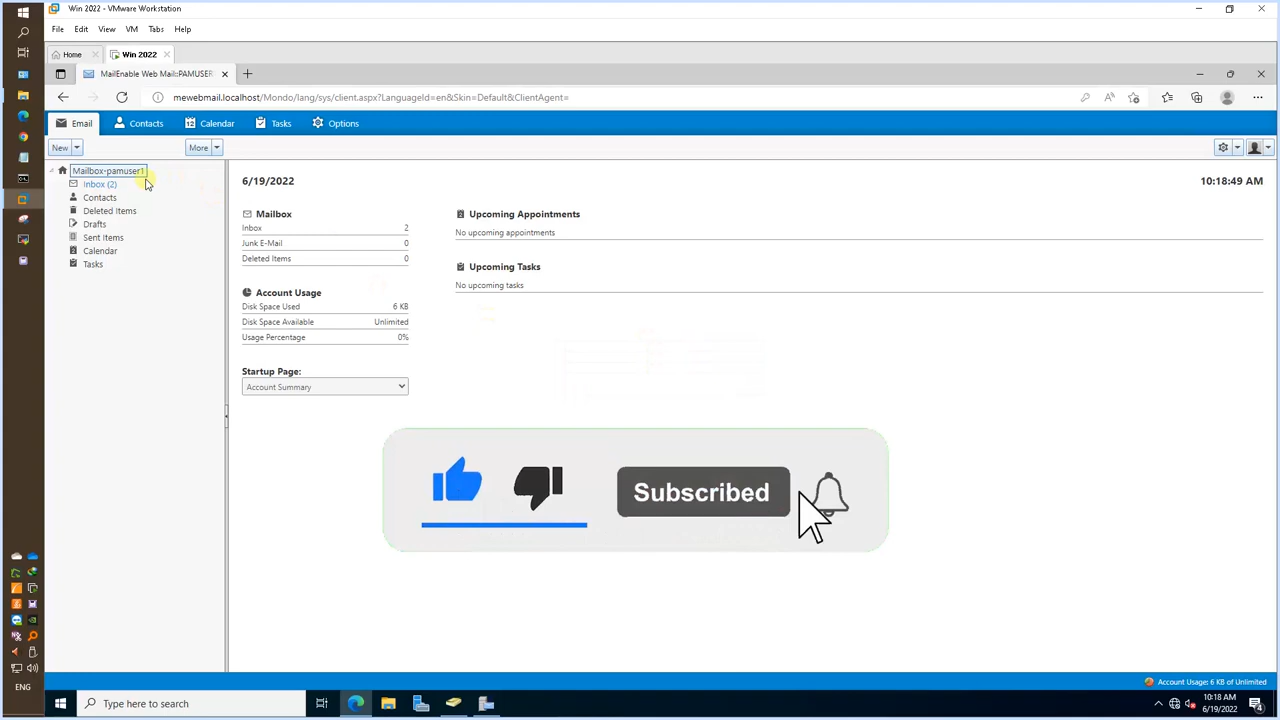 Win 2022 - VMware Workstation
File Edit View VM Tabs Help
Home Win 2022
MailEnable Web Mail::PAMUSER
mewebmail.localhost/Mondo/lang/sys/client.aspx?LanguageId=en&Skin=Default&ClientAgent=
Email Contacts Calendar Tasks Options
New More
Mailbox-pamuser1
Inbox (2)
Contacts
Deleted Items
Drafts
Sent Items
Calendar
Tasks
6/19/2022 10:18:49 AM
Mailbox
Inbox 2
Junk E-Mail 0
Deleted Items 0
Account Usage
Disk Space Used 6 KB
Disk Space Available Unlimited
Usage Percentage 0%
Startup Page:
Account Summary
Upcoming Appointments
No upcoming appointments
Upcoming Tasks
No upcoming tasks
Subscribed
Account Usage: 6 KB of Unlimited
ENG
Type here to search
10:18 AM
6/19/2022
4